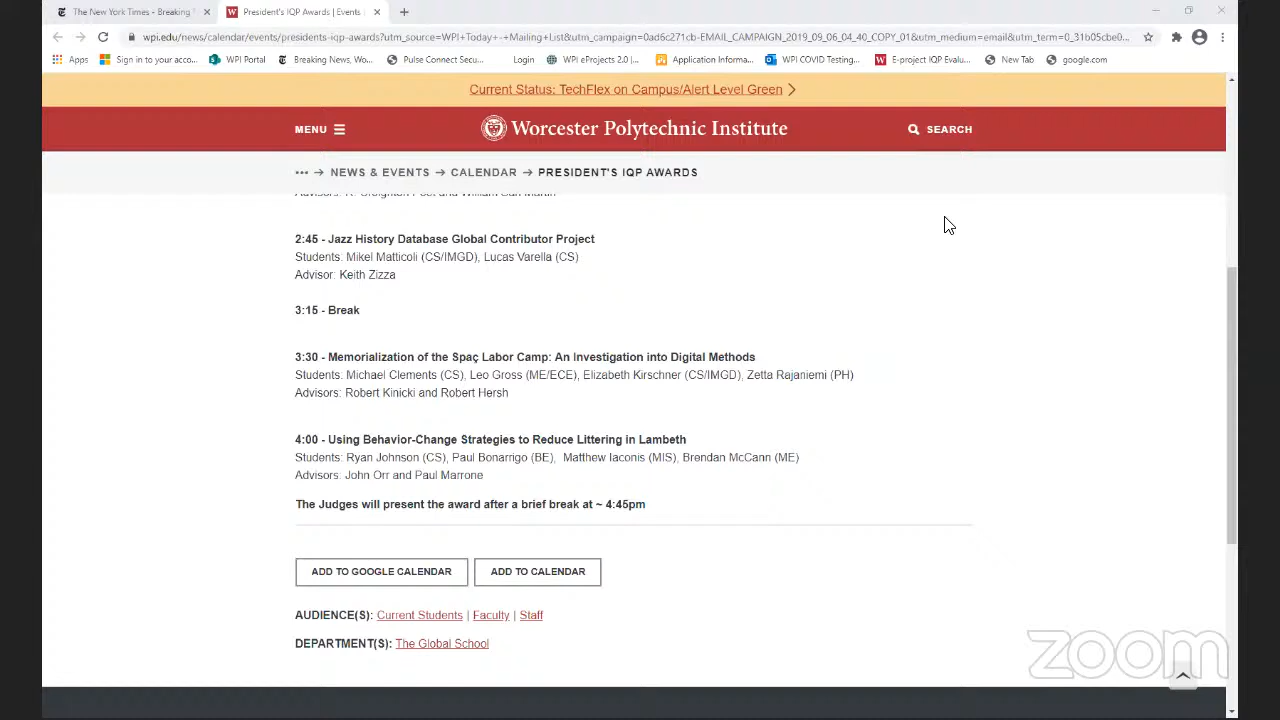 The New York Times - Breaking
President's IQP Awards | Events
wpi.edu/news/calendar/events/presidents-iqp-awards?utm_source=WPI+Today+-+Mailing+List&utm_campaign=0ad6c271cb-EMAIL_CAMPAIGN_2019_09_06_04_40_COPY_01&utm_medium=email&utm_term=0_31b05cbe0...
Apps Sign in to your acco... WPI Portal Breaking News, Wo... Pulse Connect Secu... Login WPI eProjects 2.0 |... Application Informa... WPI COVID Testing... E-project IQP Evalu... New Tab google.com
Current Status: TechFlex on Campus/Alert Level Green
MENU Worcester Polytechnic Institute SEARCH
••• → NEWS & EVENTS → CALENDAR → PRESIDENT'S IQP AWARDS
2:45 - Jazz History Database Global Contributor Project
Students: Mikel Matticoli (CS/IMGD), Lucas Varella (CS)
Advisor: Keith Zizza
3:15 - Break
3:30 - Memorialization of the Spaç Labor Camp: An Investigation into Digital Methods
Students: Michael Clements (CS), Leo Gross (ME/ECE), Elizabeth Kirschner (CS/IMGD), Zetta Rajaniemi (PH)
Advisors: Robert Kinicki and Robert Hersh
4:00 - Using Behavior-Change Strategies to Reduce Littering in Lambeth
Students: Ryan Johnson (CS), Paul Bonarrigo (BE),  Matthew Iaconis (MIS), Brendan McCann (ME)
Advisors: John Orr and Paul Marrone
The Judges will present the award after a brief break at ~ 4:45pm
ADD TO GOOGLE CALENDAR ADD TO CALENDAR
AUDIENCE(S): Current Students | Faculty | Staff
DEPARTMENT(S): The Global School
zoom